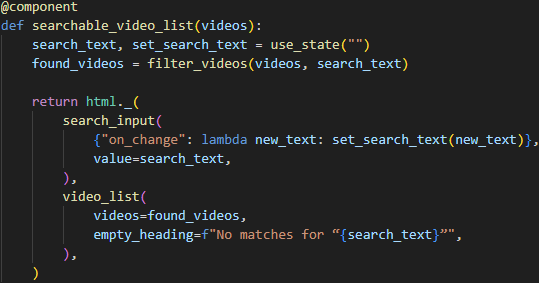 @component
def searchable_video_list(videos):
    search_text, set_search_text = use_state("")
    found_videos = filter_videos(videos, search_text)

    return html._(
        search_input(
            {"on_change": lambda new_text: set_search_text(new_text)},
            value=search_text,
        ),
        video_list(
            videos=found_videos,
            empty_heading=f"No matches for “{search_text}”",
        ),
    )